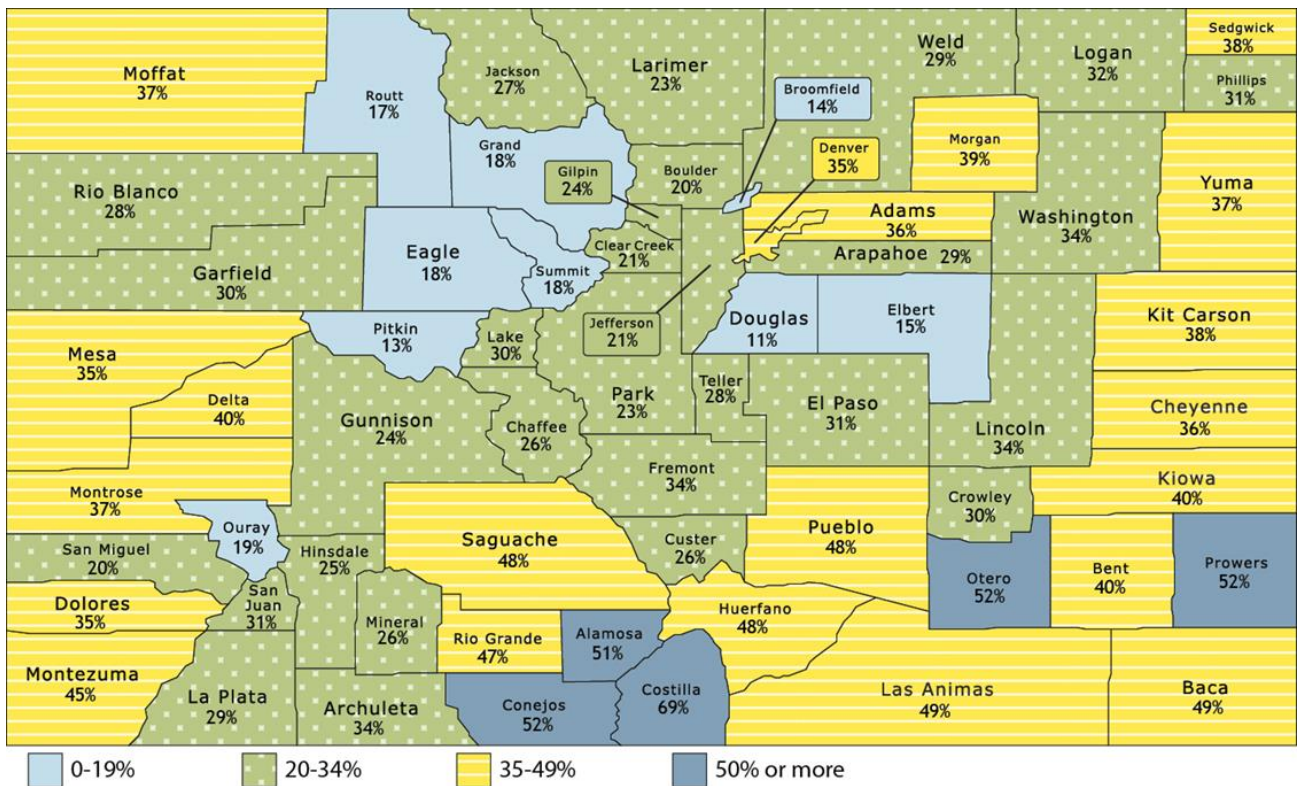 Moffat
37%
Routt
17%
Jackson
27%
Larimer
23%
Weld
29%
Logan
32%
Sedgwick
38%
Phillips
31%
Broomfield
14%
Grand
18%
Gilpin
24%
Boulder
20%
Denver
35%
Morgan
39%
Rio Blanco
28%
Yuma
37%
Washington
34%
Adams
36%
Arapahoe 29%
Garfield
30%
Eagle
18%
Summit
18%
Clear Creek
21%
Jefferson
21%
Douglas
11%
Elbert
15%
Kit Carson
38%
Mesa
35%
Pitkin
13%
Lake
30%
Park
23%
Teller
28%
El Paso
31%
Lincoln
34%
Cheyenne
36%
Delta
40%
Gunnison
24%
Chaffee
26%
Fremont
34%
Kiowa
40%
Montrose
37%
Ouray
19%
Crowley
30%
Pueblo
48%
Saguache
48%
Custer
26%
San Miguel
20%
Hinsdale
25%
Otero
52%
Bent
40%
Prowers
52%
Dolores
35%
San
Juan
31%
Mineral
26%
Rio Grande
47%
Alamosa
51%
Huerfano
48%
Montezuma
45%
La Plata
29%
Archuleta
34%
Conejos
52%
Costilla
69%
Las Animas
49%
Baca
49%
0-19%
20-34%
35-49%
50% or more